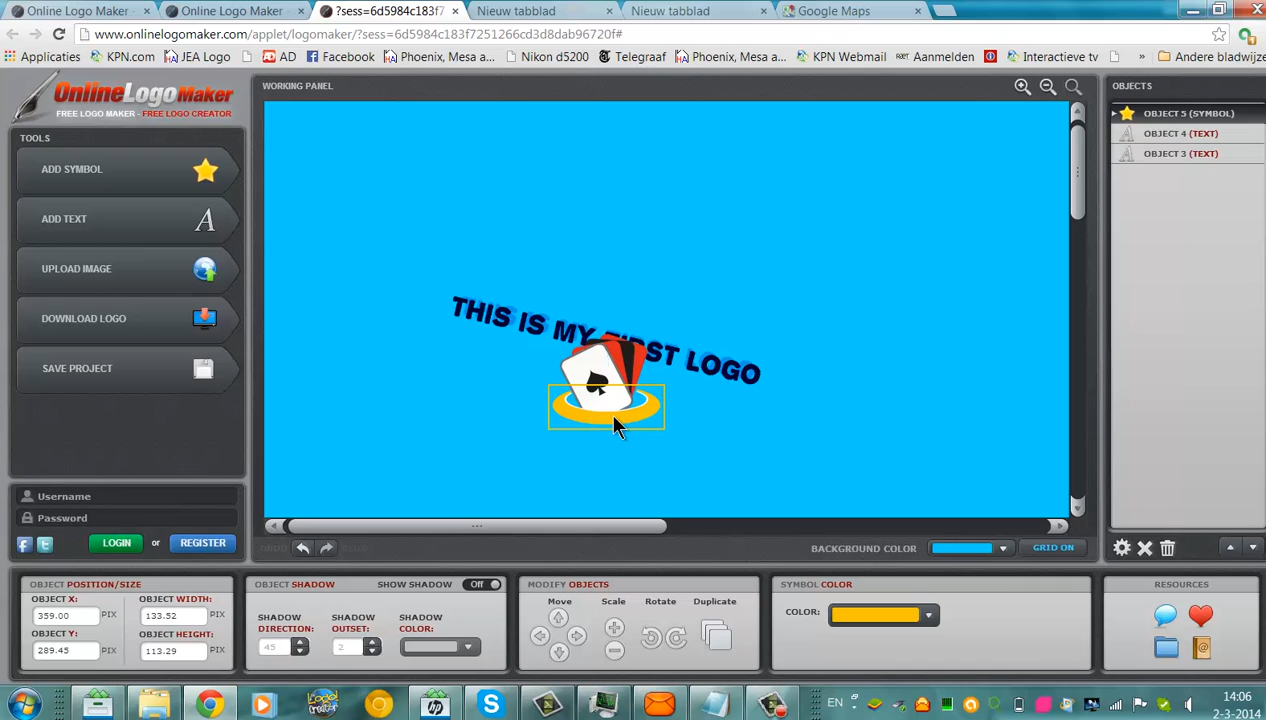 Online Logo Maker -
Online Logo Maker -
?sess=6d5984c183f7
Nieuw tabblad
Nieuw tabblad
Google Maps
www.onlinelogomaker.com/applet/logomaker/?sess=6d5984c183f7251266cd3d8dab96720f#
Applicaties
KPN.com
JEA Logo
AD
Facebook
Phoenix, Mesa a...
Nikon d5200
Telegraaf
Phoenix, Mesa a...
KPN Webmail
Aanmelden
Interactieve tv
Andere bladwijze
OnlineLogoMaker
FREE LOGO MAKER - FREE LOGO CREATOR
TOOLS
ADD SYMBOL
ADD TEXT
UPLOAD IMAGE
DOWNLOAD LOGO
SAVE PROJECT
Username
Password
LOGIN or REGISTER
WORKING PANEL
THIS IS MY FIRST LOGO
UNDO
REDO
BACKGROUND COLOR
GRID ON
OBJECTS
OBJECT 5 (SYMBOL)
OBJECT 4 (TEXT)
OBJECT 3 (TEXT)
OBJECT POSITION/SIZE
OBJECT X:
359.00 PIX
OBJECT WIDTH:
133.52 PIX
OBJECT Y:
289.45 PIX
OBJECT HEIGHT:
113.29 PIX
OBJECT SHADOW
SHOW SHADOW Off
SHADOW DIRECTION:
45
SHADOW OUTSET:
2
SHADOW COLOR:
MODIFY OBJECTS
Move
Scale
Rotate
Duplicate
SYMBOL COLOR
COLOR:
RESOURCES
EN
14:06
2-3-2014